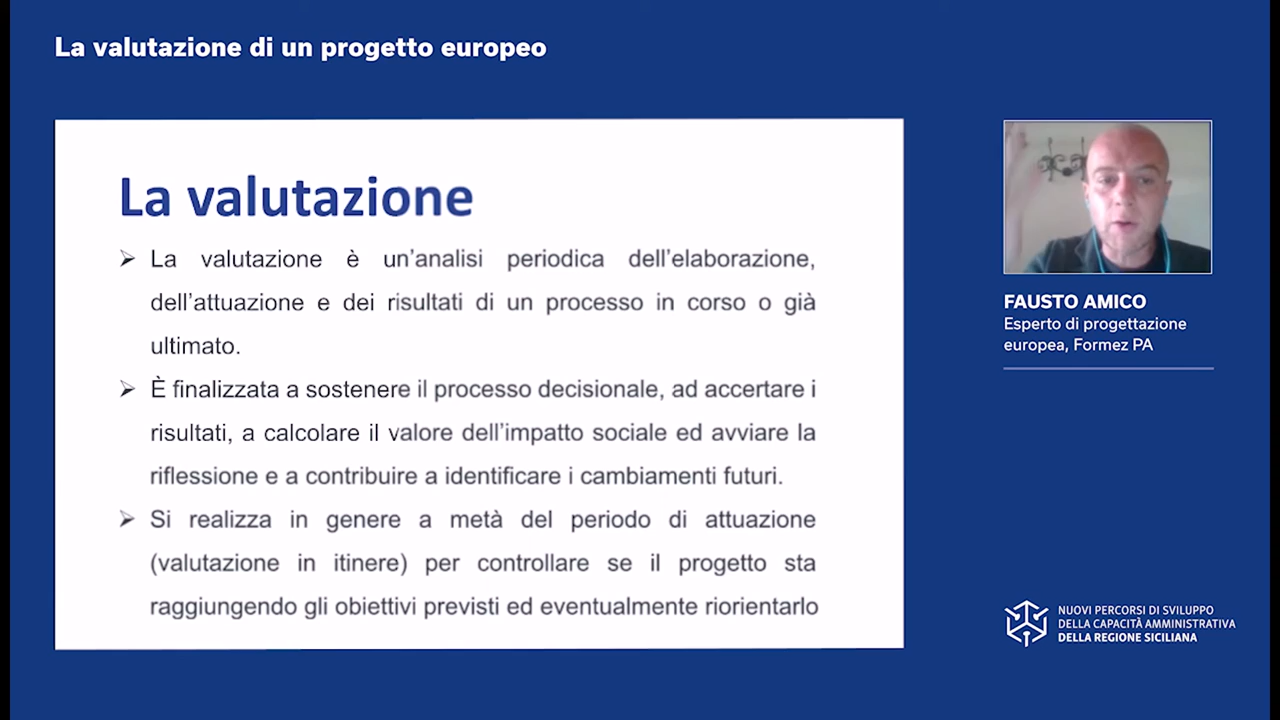 La valutazione di un progetto europeo
La valutazione
La valutazione è un'analisi periodica dell'elaborazione,
dell'attuazione e dei risultati di un processo in corso o già
ultimato.
È finalizzata a sostenere il processo decisionale, ad accertare i
risultati, a calcolare il valore dell'impatto sociale ed avviare la
riflessione e a contribuire a identificare i cambiamenti futuri.
Si realizza in genere a metà del periodo di attuazione
(valutazione in itinere) per controllare se il progetto sta
raggiungendo gli obiettivi previsti ed eventualmente riorientarlo
FAUSTO AMICO
Esperto di progettazione
europea, Formez PA
NUOVI PERCORSI DI SVILUPPO
DELLA CAPACITÀ AMMINISTRATIVA
DELLA REGIONE SICILIANA